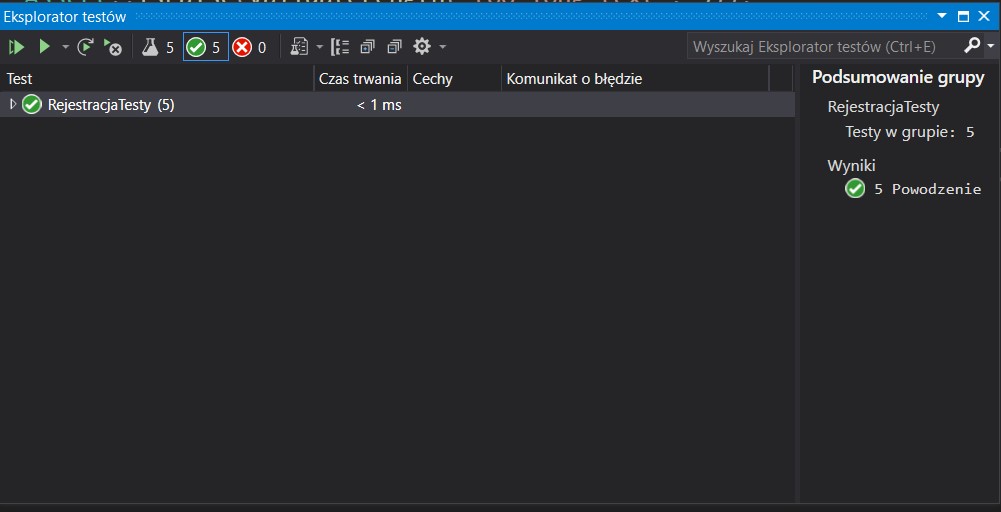 Eksplorator testów
5 5 0 Wyszukaj Eksplorator testów (Ctrl+E)
Test Czas trwania Cechy Komunikat o błędzie
RejestracjaTesty (5) < 1 ms
Podsumowanie grupy
RejestracjaTesty
Testy w grupie: 5
Wyniki
5 Powodzenie